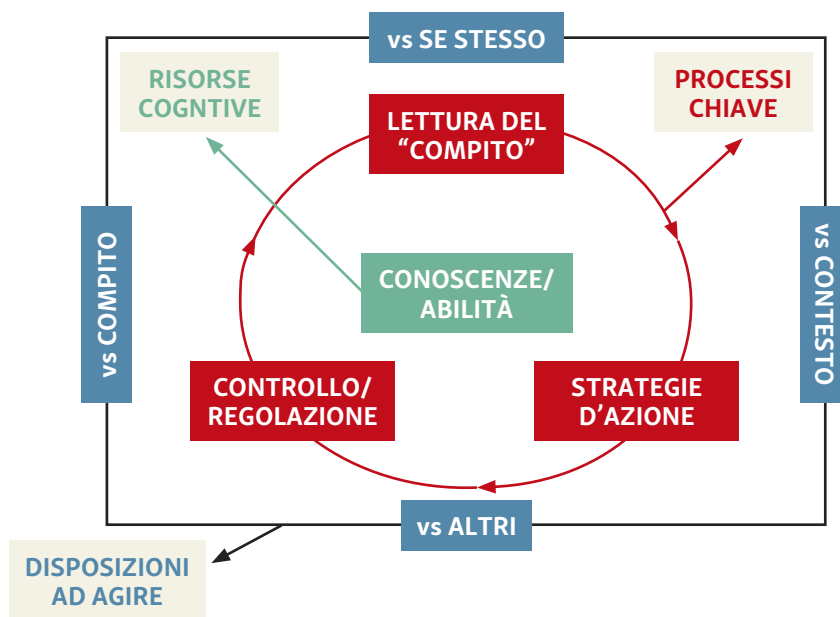 vs SE STESSO
RISORSE
COGNTIVE
PROCESSI
CHIAVE
LETTURA DEL
“COMPITO”
vs COMPITO
CONOSCENZE/
ABILITÀ
vs CONTESTO
CONTROLLO/
REGOLAZIONE
STRATEGIE
D’AZIONE
vs ALTRI
DISPOSIZIONI
AD AGIRE